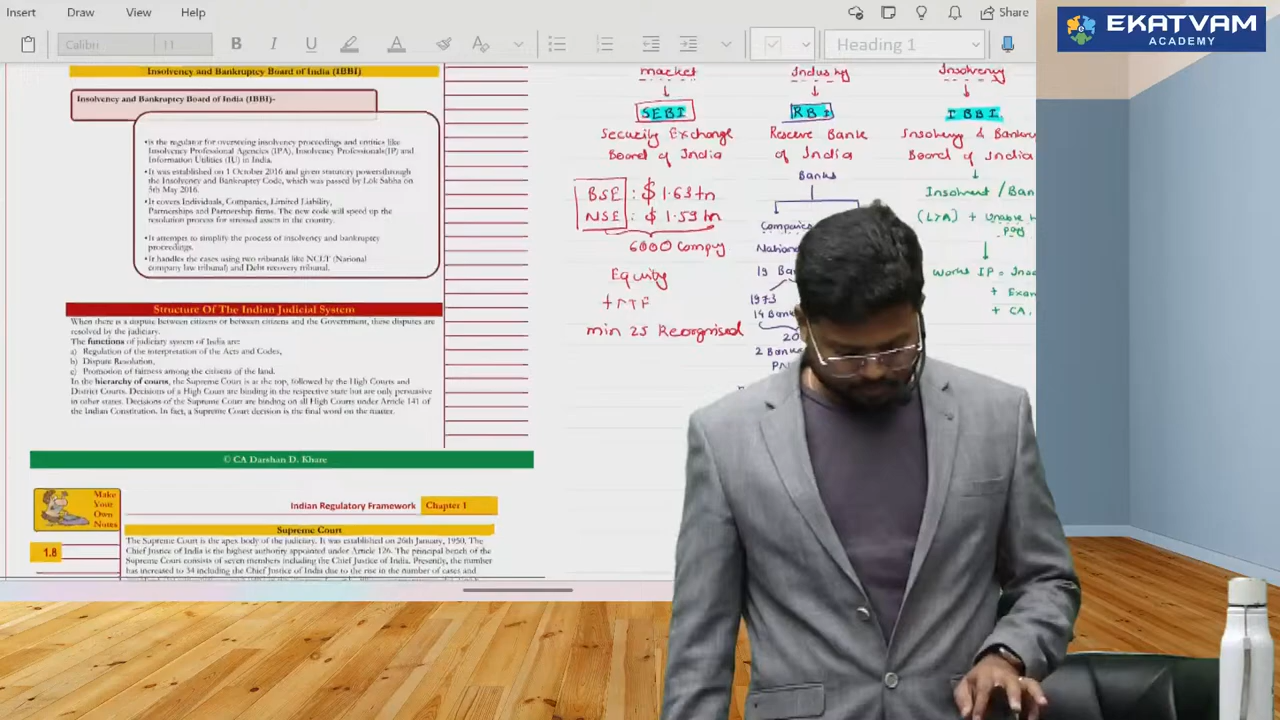 Insert Draw View Help
Share
Calibri 11 B I U Heading 1
EKATVAM
ACADEMY
Insolvency and Bankruptcy Board of India (IBBI)
Insolvency and Bankruptcy Board of India (IBBI)-
•is the regulator for overseeing insolvency proceedings and entities like
Insolvency Professional Agencies (IPA), Insolvency Professionals(IP) and
Information Utilities (IU) in India.
•It was established on 1 October 2016 and given statutory powersthrough
the Insolvency and Bankruptcy Code, which was passed by Lok Sabha on
5th May 2016.
•It covers Individuals, Companies, Limited Liability,
Partnerships and Partnership firms. The new code will speed up the
resolution process for stressed assets in the country.
•It attempts to simplify the process of insolvency and bankruptcy
proceedings.
•It handles the cases using two tribunals like NCLT (National
company law tribunal) and Debt recovery tribunal.
Structure Of The Indian Judicial System
When there is a dispute between citizens or between citizens and the Government, these disputes are
resolved by the judiciary.
The functions of judiciary system of India are:
a) Regulation of the interpretation of the Acts and Codes,
b) Dispute Resolution,
c) Promotion of fairness among the citizens of the land.
In the hierarchy of courts, the Supreme Court is at the top, followed by the High Courts and
District Courts. Decisions of a High Court are binding in the respective state but are only persuasive
in other states. Decisions of the Supreme Court are binding on all High Courts under Article 141 of
the Indian Constitution. In fact, a Supreme Court decision is the final word on the matter.
© CA Darshan D. Khare
Make
Your
Own
Notes
Indian Regulatory Framework Chapter 1
1.8
Supreme Court
The Supreme Court is the apex body of the judiciary. It was established on 26th January, 1950. The
Chief Justice of India is the highest authority appointed under Article 126. The principal bench of the
Supreme Court consists of seven members including the Chief Justice of India. Presently, the number
has increased to 34 including the Chief Justice of India due to the rise in the number of cases and
market
SEBI
Security Exchange
Board of India
BSE : $ 1.63 tn
NSE : $ 1.59 tn
6000 Compny
Equity
min 25 Recognised
Industry
RBI
Reserve Bank
of India
Banks
Companies
19
1973
14 Banks
20
2 Bank
Insolvency
IBBI
Insolvency &
Board of India
Insolvent /
(L>A) + Unable
pay
Works IP =
+
+ CA,